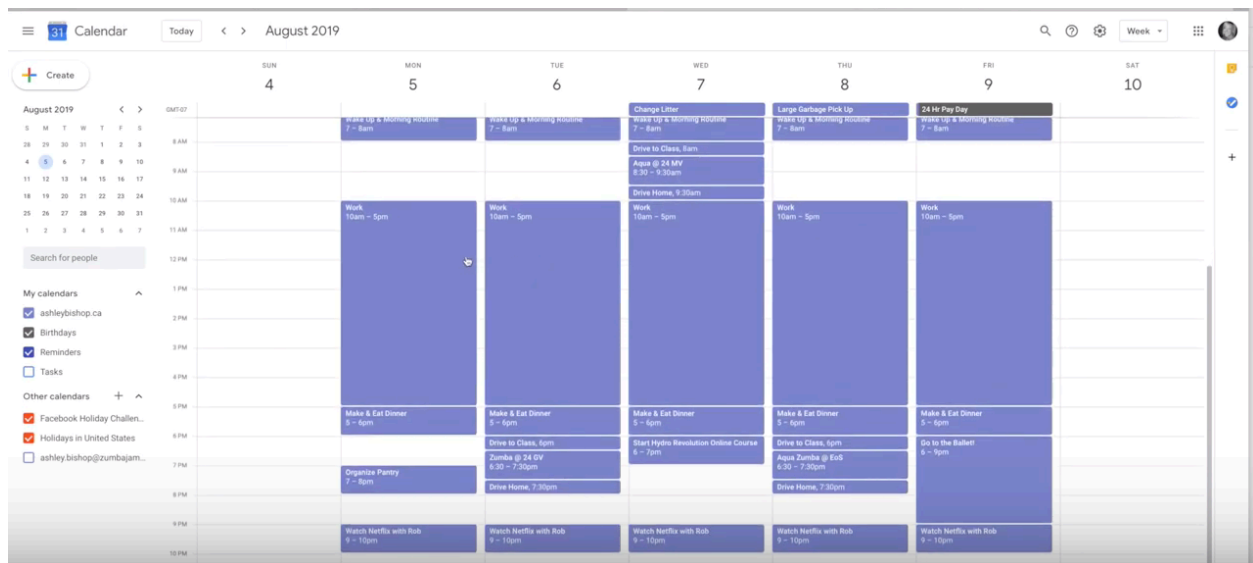 31 Calendar Today August 2019 Week
Create
August 2019
S M T W T F S
28 29 30 31 1 2 3
4 5 6 7 8 9 10
11 12 13 14 15 16 17
18 19 20 21 22 23 24
25 26 27 28 29 30 31
1 2 3 4 5 6 7
Search for people
My calendars
ashleybishop.ca
Birthdays
Reminders
Tasks
Other calendars
Facebook Holiday Challen...
Holidays in United States
ashley.bishop@zumbajam...
SUN MON TUE WED THU FRI SAT
4 5 6 7 8 9 10
GMT-07
Change Litter
Large Garbage Pick Up
24 Hr Pay Day
8 AM
9 AM
10 AM
11 AM
12 PM
1 PM
2 PM
3 PM
4 PM
5 PM
6 PM
7 PM
8 PM
9 PM
10 PM
Wake Up & Morning Routine
7 – 8am
Work
10am – 5pm
Make & Eat Dinner
5 – 6pm
Organize Pantry
7 – 8pm
Watch Netflix with Rob
9 – 10pm
Wake Up & Morning Routine
7 – 8am
Work
10am – 5pm
Make & Eat Dinner
5 – 6pm
Drive to Class, 6pm
Zumba @ 24 GV
6:30 – 7:30pm
Drive Home, 7:30pm
Watch Netflix with Rob
9 – 10pm
Wake Up & Morning Routine
7 – 8am
Drive to Class, 8am
Aqua @ 24 MV
8:30 – 9:30am
Drive Home, 9:30am
Work
10am – 5pm
Make & Eat Dinner
5 – 6pm
Start Hydro Revolution Online Course
6 – 7pm
Watch Netflix with Rob
9 – 10pm
Wake Up & Morning Routine
7 – 8am
Work
10am – 5pm
Make & Eat Dinner
5 – 6pm
Drive to Class, 6pm
Aqua Zumba @ EoS
6:30 – 7:30pm
Drive Home, 7:30pm
Watch Netflix with Rob
9 – 10pm
Wake Up & Morning Routine
7 – 8am
Work
10am – 5pm
Make & Eat Dinner
5 – 6pm
Go to the Ballet!
6 – 9pm
Watch Netflix with Rob
9 – 10pm